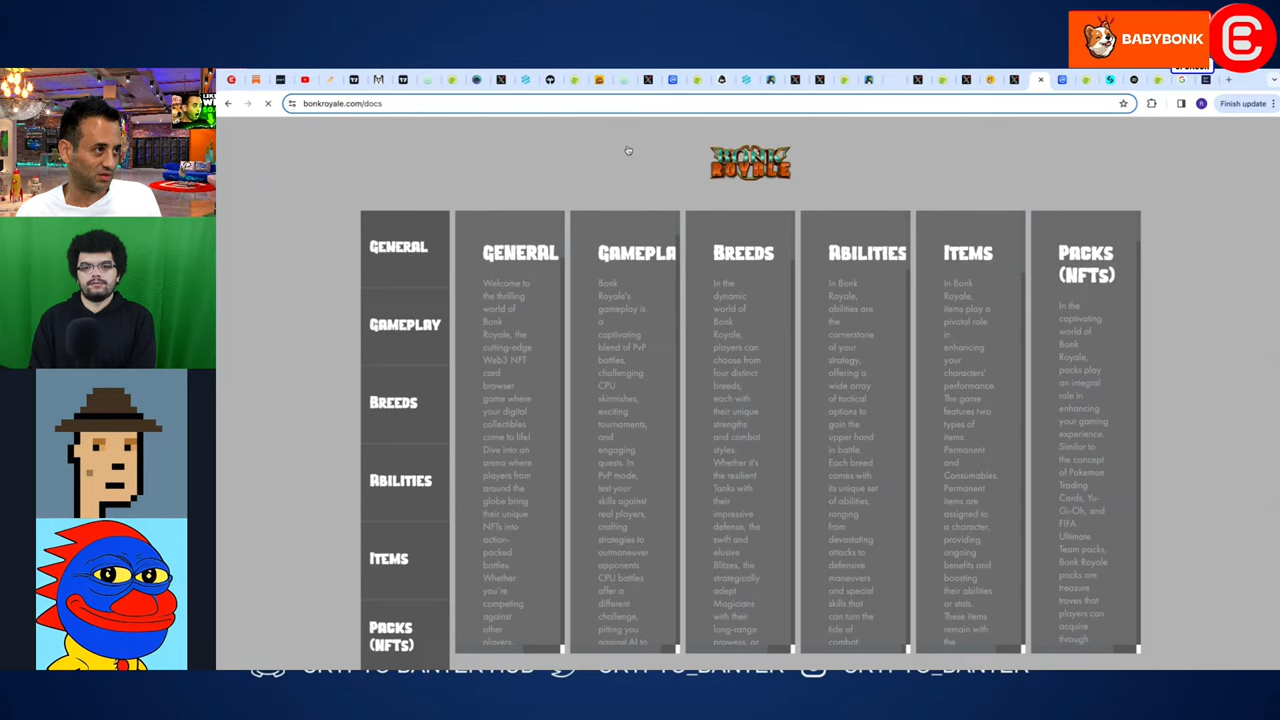 BABYBONK
bonkroyale.com/docs
Finish update
BONK
ROYALE
GENERAL
GAMEPLAY
BREEDS
ABILITIES
ITEMS
PACKS
(NFTS)
GENERAL
Welcome to
the thrilling
world of
Bonk
Royale, the
cutting-edge
Web3 NFT
card
browser
game where
your digital
collectibles
come to life!
Dive into an
arena where
players from
around the
globe bring
their unique
NFTs into
action-
packed
battles.
Whether
you're
competing
against
other
players,
GAMEPLA
Bonk
Royale's
gameplay is
a
captivating
blend of PvP
battles,
challenging
CPU
skirmishes,
exciting
tournaments,
and
engaging
quests. In
PvP mode,
test your
skills against
real players,
crafting
strategies to
outmaneuver
opponents.
CPU battles
offer a
different
challenge,
pitting you
against AI to
BREEDS
In the
dynamic
world of
Bonk
Royale,
players can
choose from
four distinct
breeds,
each with
their unique
strengths
and combat
styles.
Whether it's
the resilient
Tanks with
their
impressive
defense, the
swift and
elusive
Blitzes, the
strategically
adept
Magicians
with their
long-range
prowess, or
ABILITIES
In Bonk
Royale,
abilities are
the
cornerstone
of your
strategy,
offering a
wide array
of tactical
options to
gain the
upper hand
in battle.
Each breed
comes with
its unique set
of abilities,
ranging
from
devastating
attacks to
defensive
maneuvers
and special
skills that
can turn the
tide of
combat.
ITEMS
In Bonk
Royale,
items play a
pivotal role
in
enhancing
your
characters'
performance.
The game
features two
types of
items:
Permanent
and
Consumables.
Permanent
items are
assigned to
a character,
providing
ongoing
benefits and
boosting
their abilities
or stats.
These items
remain with
the
PACKS
(NFTS)
In the
captivating
world of
Bonk
Royale,
packs play
an integral
role in
enhancing
your gaming
experience.
Similar to
the concept
of Pokemon
Trading
Cards, Yu-
Gi-Oh, and
FIFA
Ultimate
Team packs,
Bonk Royale
packs are
treasure
troves that
players can
acquire
through
CRYPTO BANTER HUB
CRYPTO_BANTER
CRYPTO_BANTER